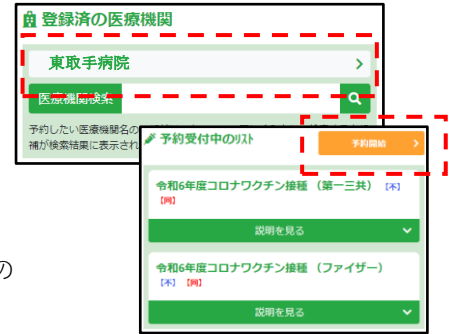 登録済の医療機関
東取手病院
医療機関検索
予約したい医療機関名の
補が検索結果に表示され
予約受付中のリスト
予約開始
令和6年度コロナワクチン接種 (第一三共) [不]
[同]
説明を見る
令和6年度コロナワクチン接種 (ファイザー)
[不] [同]
説明を見る
の